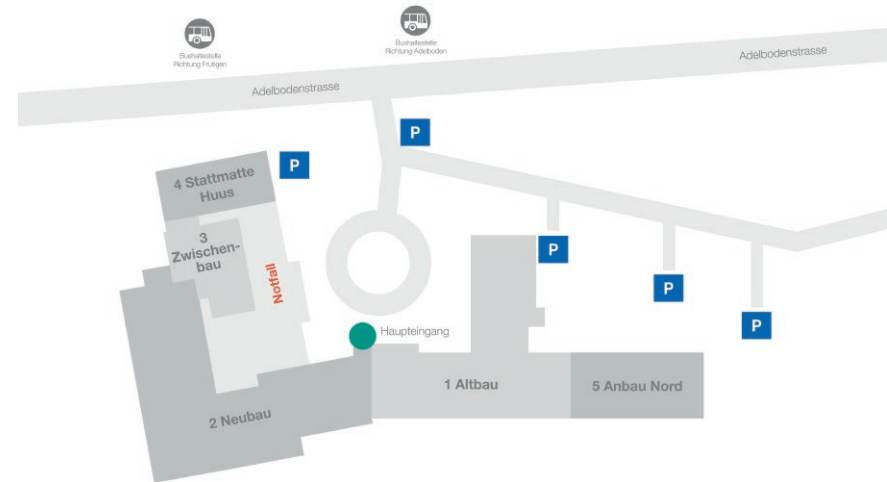 Bushaltestelle
Richtung Frutigen
Bushaltestelle
Richtung Adelboden
Adelbodenstrasse
Adelbodenstrasse
P
P
4 Stattmatte
Huus
3
Zwischen-
bau
Notfall
P
P
P
Haupteingang
1 Altbau
5 Anbau Nord
2 Neubau